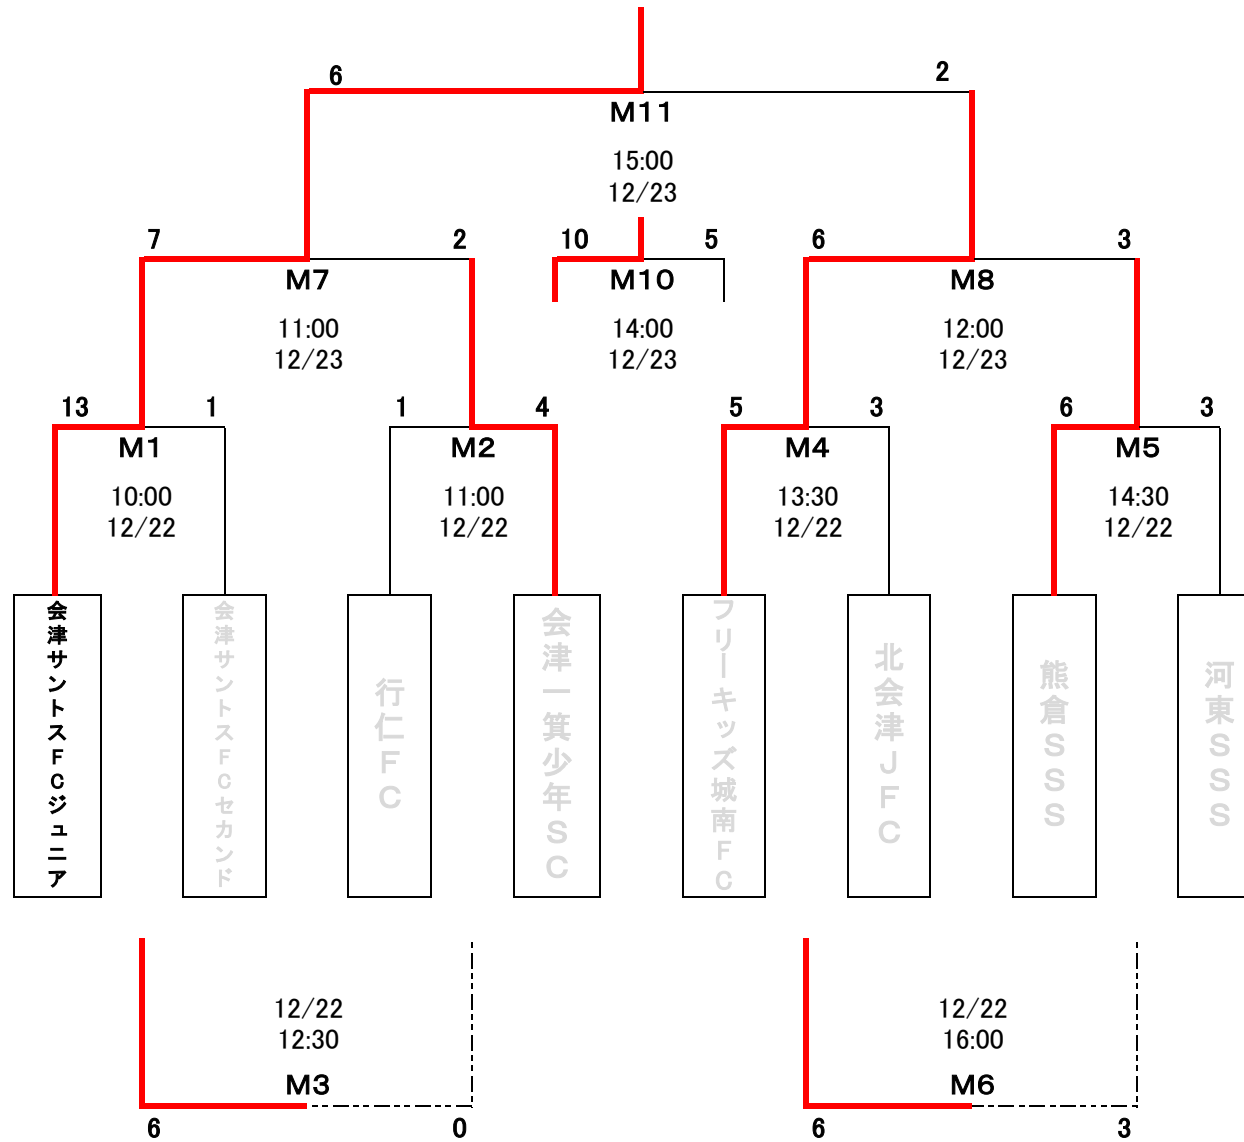 6 2
M11
15:00
12/23
7 2 10 5 6 3
M7 M10 M8
11:00 14:00 12:00
12/23 12/23 12/23
13 1 1 4 5 3 6 3
M1 M2 M4 M5
10:00 11:00 13:30 14:30
12/22 12/22 12/22 12/22
会津サントスFCジュニア
会津サントスFCセカンド
行仁FC
会津一箕少年SC
フリーキッズ城南FC
北会津JFC
熊倉SSS
河東SSS
12/22 12/22
12:30 16:00
M3 M6
6 0 6 3